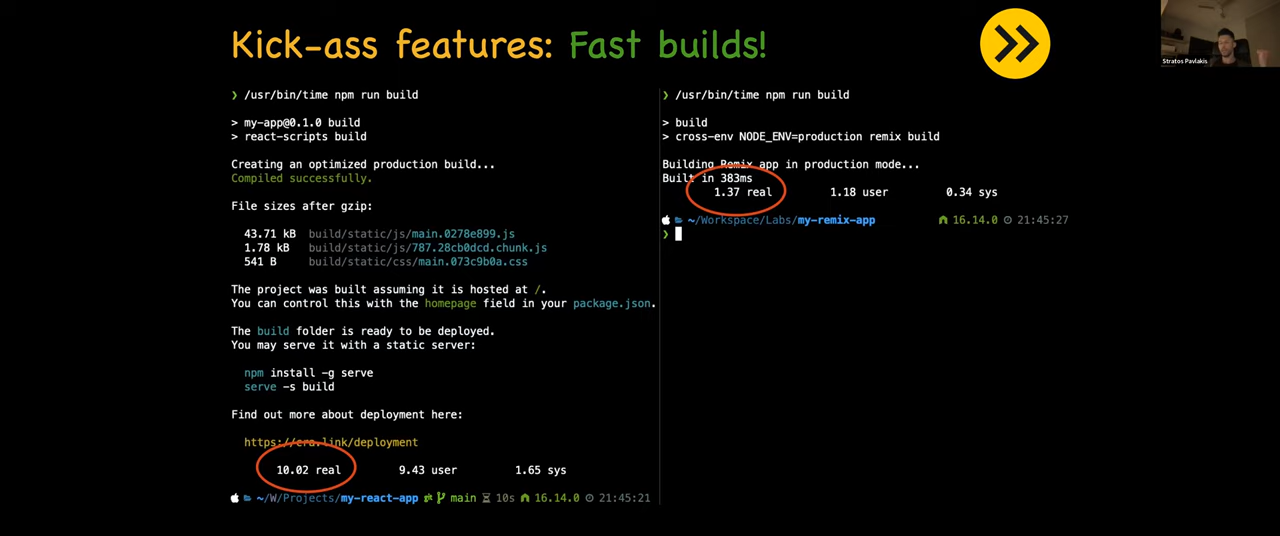 Kick-ass features: Fast builds!
Stratos Pavlakis
❯ /usr/bin/time npm run build
> my-app@0.1.0 build
> react-scripts build
Creating an optimized production build...
Compiled successfully.
File sizes after gzip:
43.71 kB build/static/js/main.0278e899.js
1.78 kB build/static/js/787.28cb0dcd.chunk.js
541 B build/static/css/main.073c9b0a.css
The project was built assuming it is hosted at /.
You can control this with the homepage field in your package.json.
The build folder is ready to be deployed.
You may serve it with a static server:
npm install -g serve
serve -s build
Find out more about deployment here:
https://cra.link/deployment
10.02 real 9.43 user 1.65 sys
~/W/Projects/my-react-app main 10s 16.14.0 21:45:21
❯ /usr/bin/time npm run build
> build
> cross-env NODE_ENV=production remix build
Building Remix app in production mode...
Built in 383ms
1.37 real 1.18 user 0.34 sys
~/Workspace/Labs/my-remix-app 16.14.0 21:45:27
❯